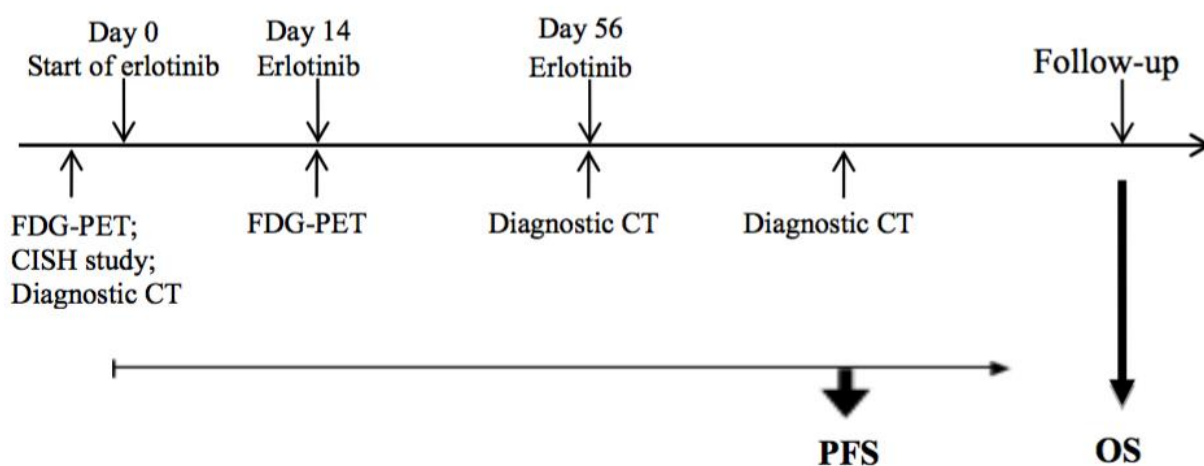 Day 0
Start of erlotinib
Day 14
Erlotinib
Day 56
Erlotinib
Follow-up
FDG-PET;
CISH study;
Diagnostic CT
FDG-PET
Diagnostic CT
Diagnostic CT
PFS
OS